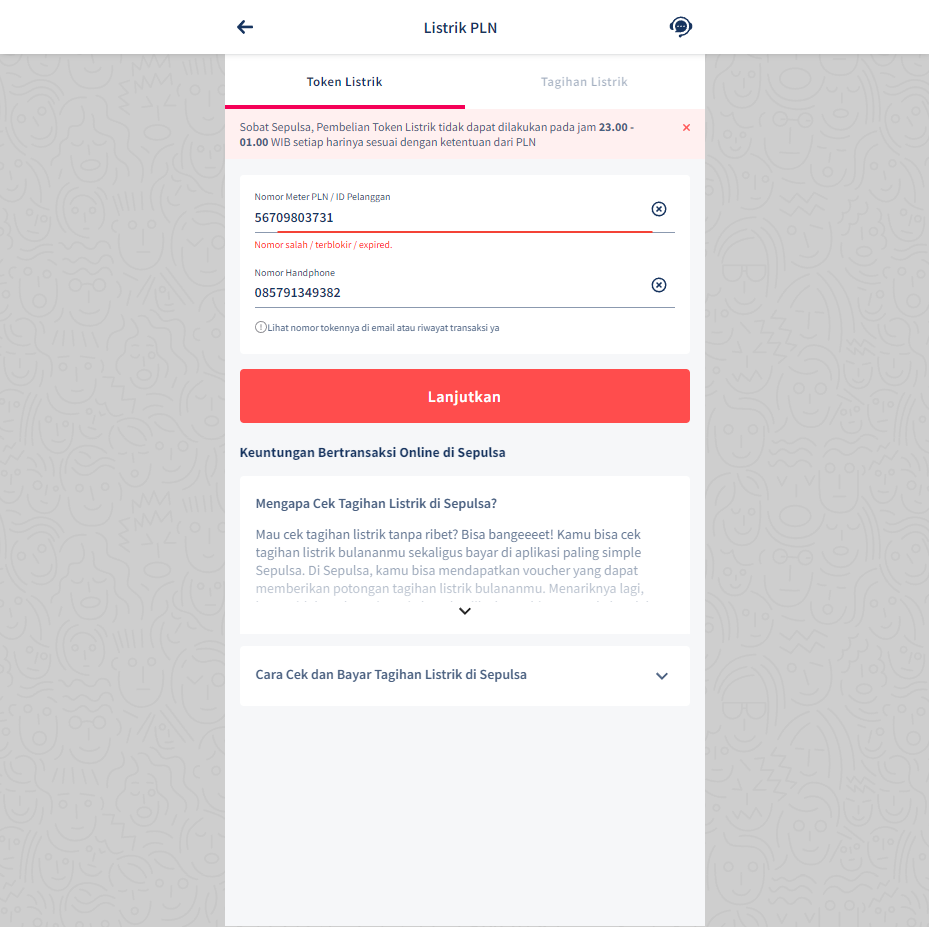 Listrik PLN
Token Listrik
Tagihan Listrik
Sobat Sepulsa, Pembelian Token Listrik tidak dapat dilakukan pada jam 23.00 -
01.00 WIB setiap harinya sesuai dengan ketentuan dari PLN
Nomor Meter PLN / ID Pelanggan
56709803731
Nomor salah / terblokir / expired.
Nomor Handphone
085791349382
Lihat nomor tokennya di email atau riwayat transaksi ya
Lanjutkan
Keuntungan Bertransaksi Online di Sepulsa
Mengapa Cek Tagihan Listrik di Sepulsa?
Mau cek tagihan listrik tanpa ribet? Bisa bangeeeet! Kamu bisa cek
tagihan listrik bulananmu sekaligus bayar di aplikasi paling simple
Sepulsa. Di Sepulsa, kamu bisa mendapatkan voucher yang dapat
memberikan potongan tagihan listrik bulananmu. Menariknya lagi,
Cara Cek dan Bayar Tagihan Listrik di Sepulsa